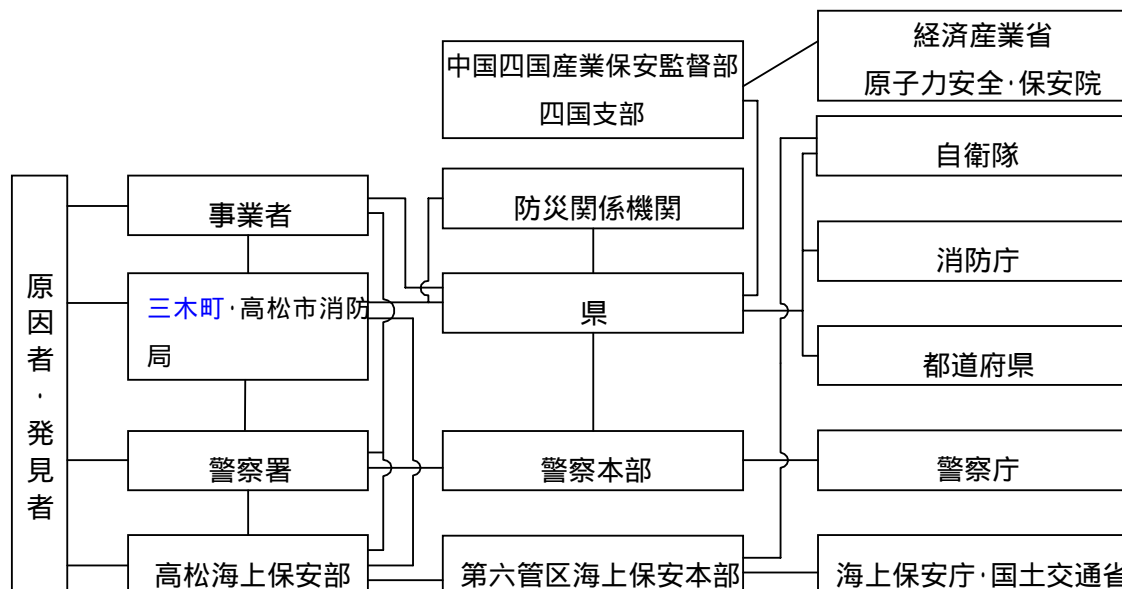 経済産業省
原子力安全・保安院
中国四国産業保安監督部
四国支部
自衛隊
防災関係機関
事業者
消防庁
三木町・高松市消防
局
県
原因者・発見者
都道府県
警察署
警察本部
警察庁
高松海上保安部
第六管区海上保安本部
海上保安庁・国土交通省